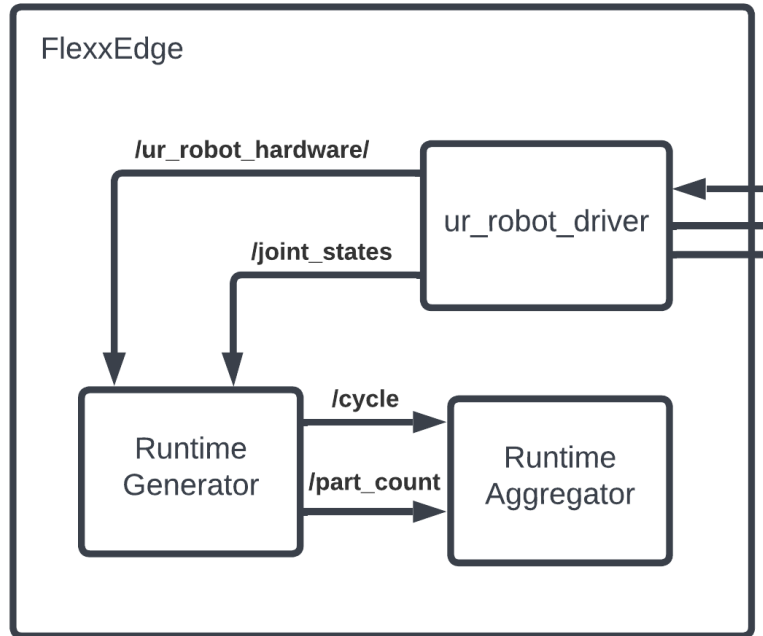 FlexxEdge
/ur_robot_hardware/
ur_robot_driver
/joint_states
/cycle
Runtime
Generator
/part_count
Runtime
Aggregator